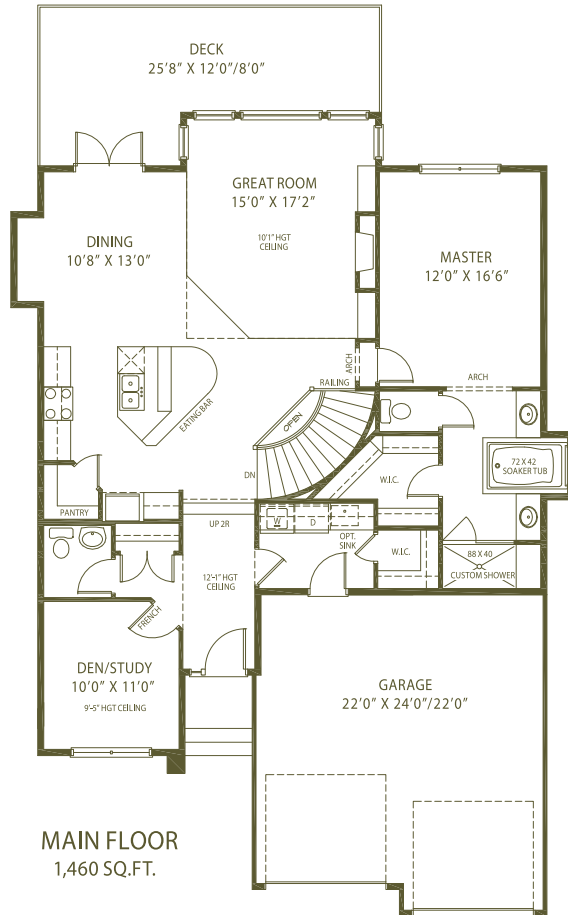 DECK
25'8" X 12'0"/8'0"
GREAT ROOM
15'0" X 17'2"
10'1" HGT
CEILING
DINING
10'8" X 13'0"
MASTER
12'0" X 16'6"
ARCH
ARCH
RAILING
EATING BAR
OPEN
DN
W.I.C.
72 X 42
SOAKER TUB
PANTRY
UP 2R
W
D
OPT.
SINK
W.I.C.
88 X 40
CUSTOM SHOWER
12'-1" HGT
CEILING
FRENCH
DEN/STUDY
10'0" X 11'0"
9'-5" HGT CEILING
GARAGE
22'0" X 24'0"/22'0"
MAIN FLOOR
1,460 SQ.FT.